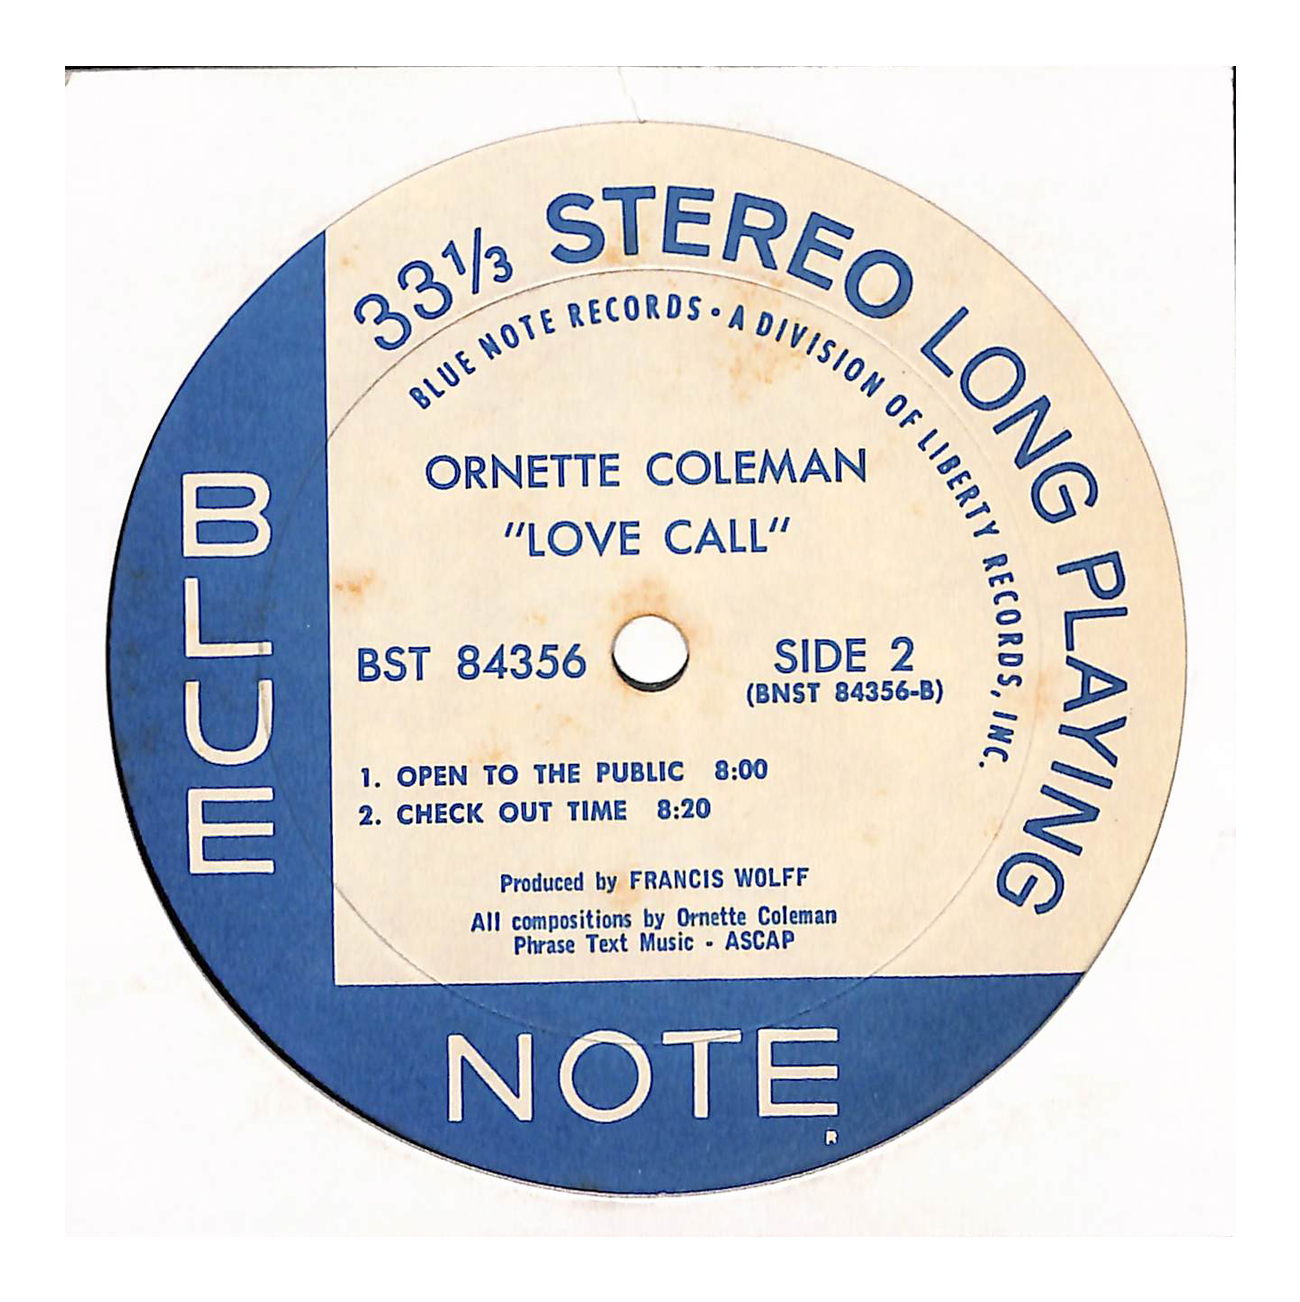 33⅓ STEREO LONG PLAYING
BLUE NOTE RECORDS • A DIVISION OF LIBERTY RECORDS, INC.
ORNETTE COLEMAN
"LOVE CALL"
BST 84356
SIDE 2
(BNST 84356-B)
1. OPEN TO THE PUBLIC 8:00
2. CHECK OUT TIME 8:20
Produced by FRANCIS WOLFF
All compositions by Ornette Coleman
Phrase Text Music - ASCAP
BLUE
NOTE
R